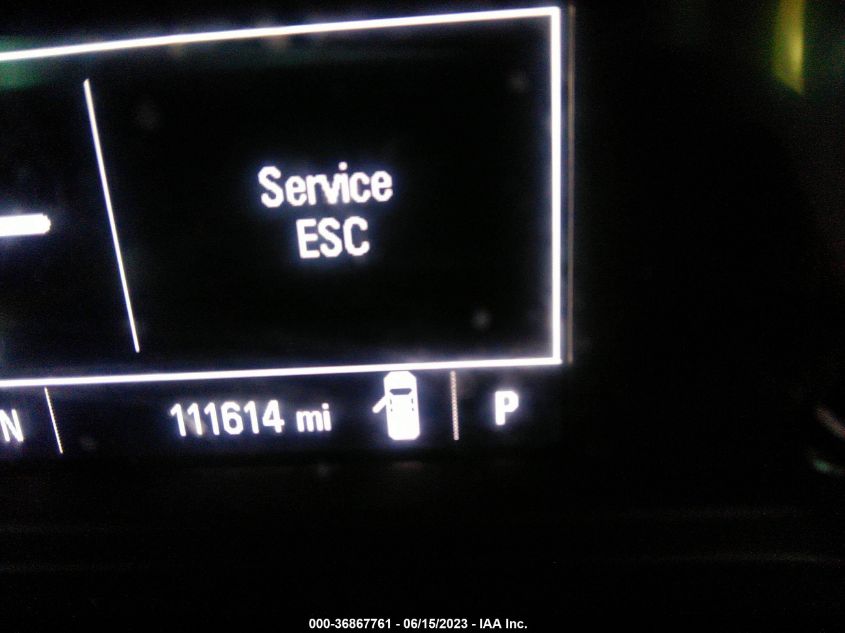 Service
ESC
N
111614 mi
P
000-36867761 - 06/15/2023 - IAA Inc.